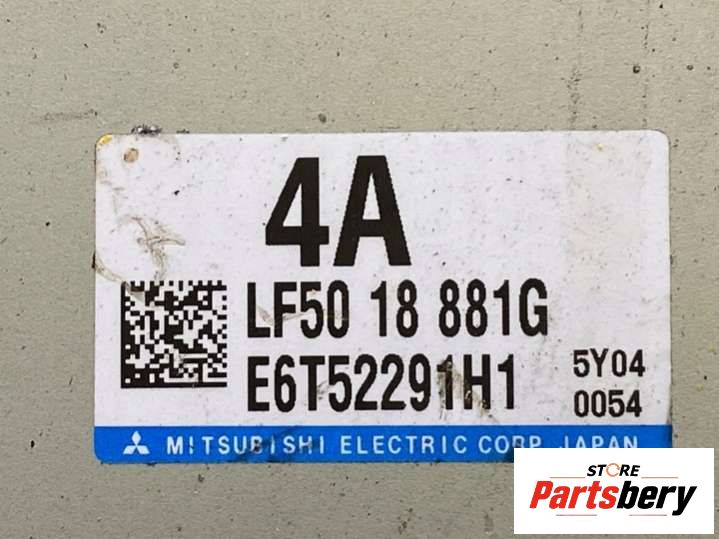 4A
LF50 18 881G
E6T52291H1
5Y04
0054
MITSUBISHI ELECTRIC CORP. JAPAN
STORE
Partsbery